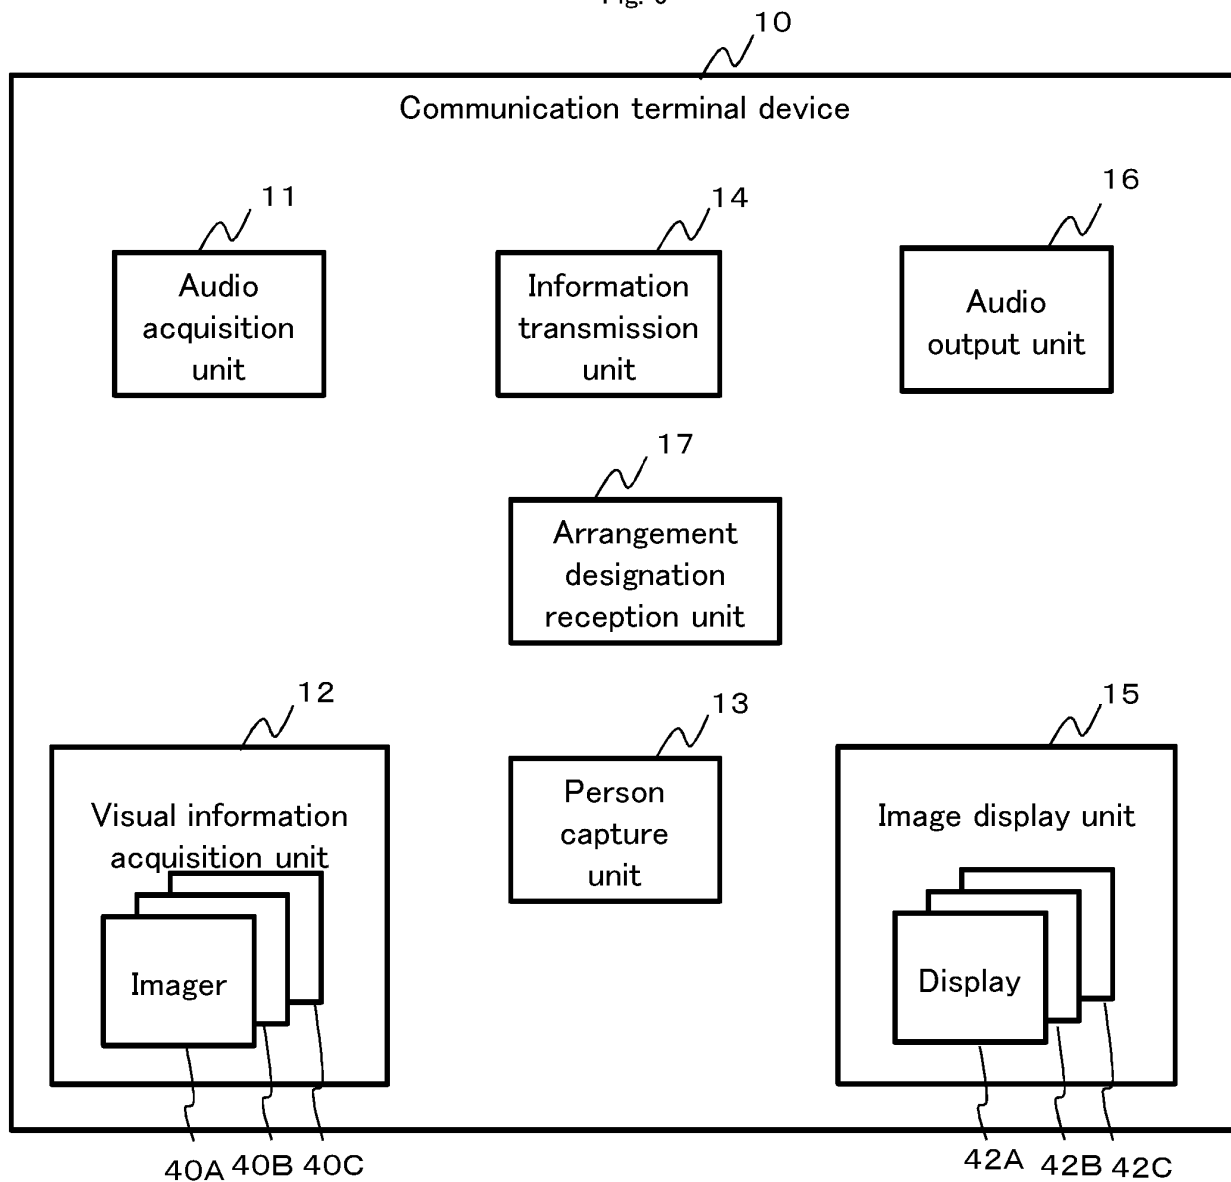 10
Communication terminal device
11
14
16
Audio
acquisition
unit
Information
transmission
unit
Audio
output unit
17
Arrangement
designation
reception unit
12
13
15
Visual information
acquisition unit
Imager
Person
capture
unit
Image display unit
Display
40A
40B
40C
42A
42B
42C